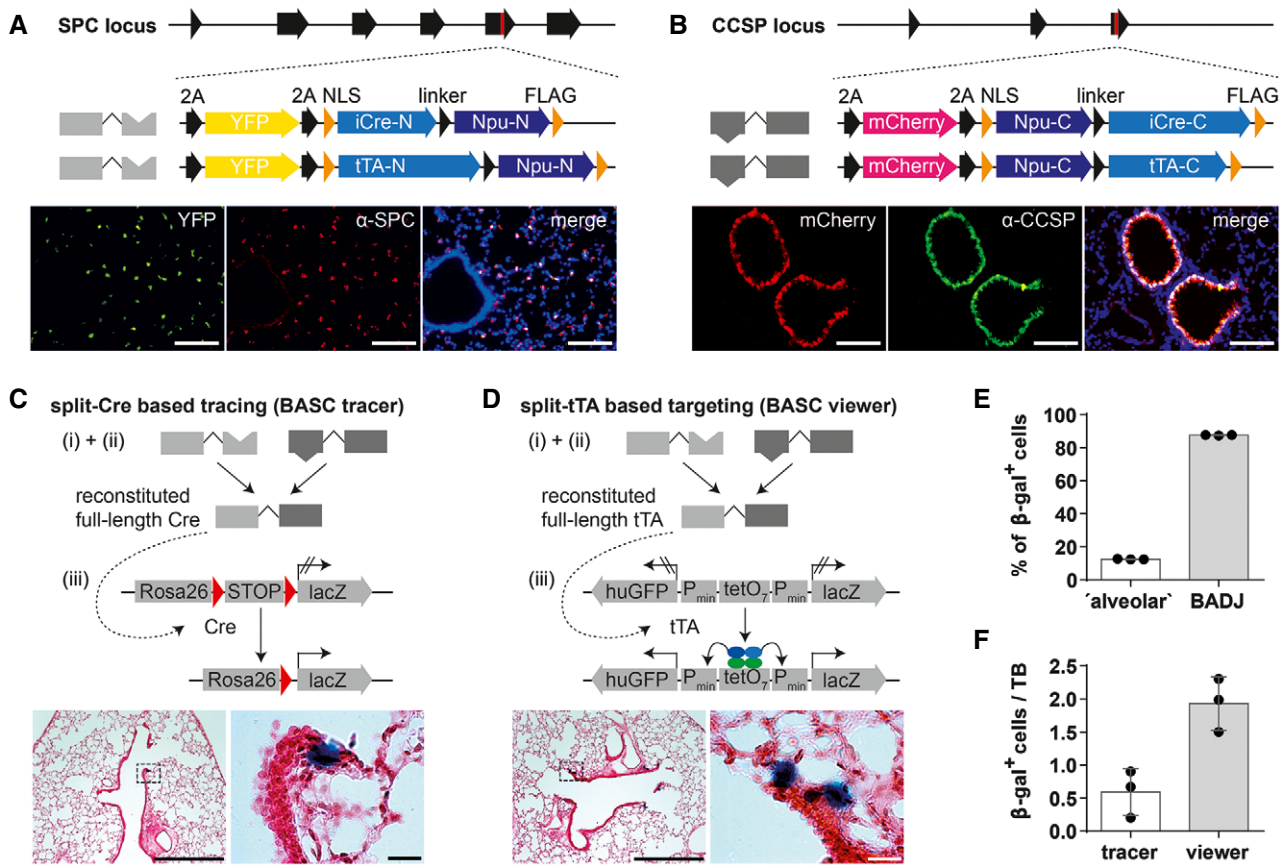 A SPC locus
2A 2A NLS linker FLAG
YFP iCre-N Npu-N
YFP tTA-N Npu-N
YFP α-SPC merge
B CCSP locus
2A 2A NLS linker FLAG
mCherry Npu-C iCre-C
mCherry Npu-C tTA-C
mCherry α-CCSP merge
C split-Cre based tracing (BASC tracer)
(i) + (ii)
reconstituted
full-length Cre
(iii)
Rosa26 STOP lacZ
Cre
Rosa26 lacZ
D split-tTA based targeting (BASC viewer)
(i) + (ii)
reconstituted
full-length tTA
(iii)
huGFP Pmin tetO7 Pmin lacZ
tTA
huGFP Pmin tetO7 Pmin lacZ
E
% of β-gal+ cells
100
80
60
40
20
0
´alveolar` BADJ
F
β-gal+ cells / TB
2.5
2.0
1.5
1.0
0.5
0.0
tracer viewer